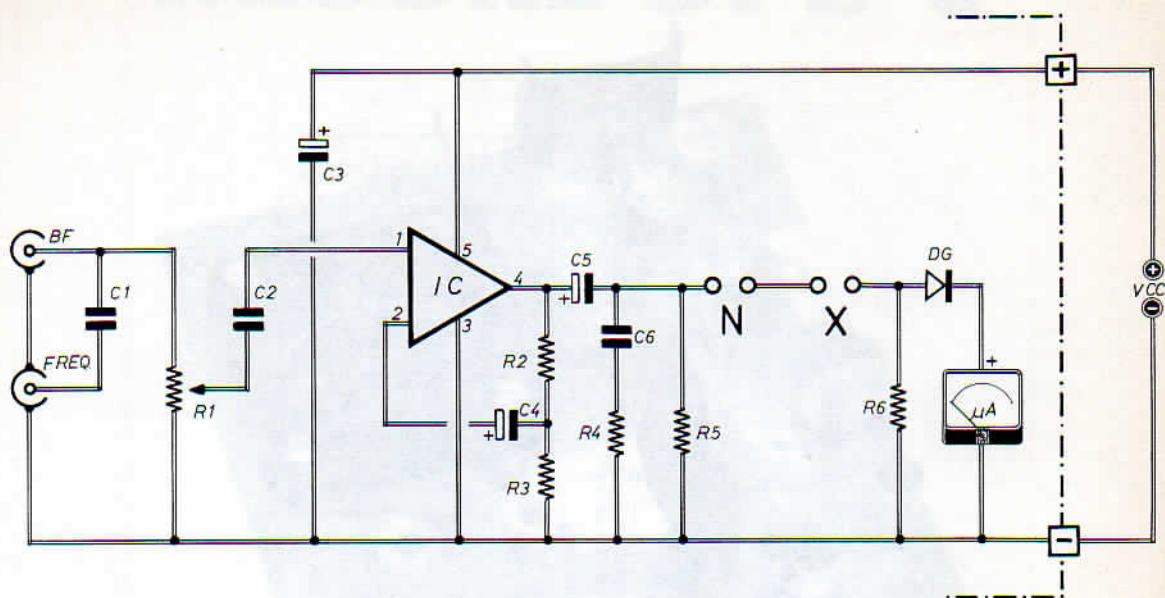 +
+
C3
BF
C1
FREQ.
R1
C2
1
2
IC
5
4
3
R2
+
C4
R3
+
C5
C6
R4
R5
N
X
DG
R6
+
μA
+
VCC
-
-